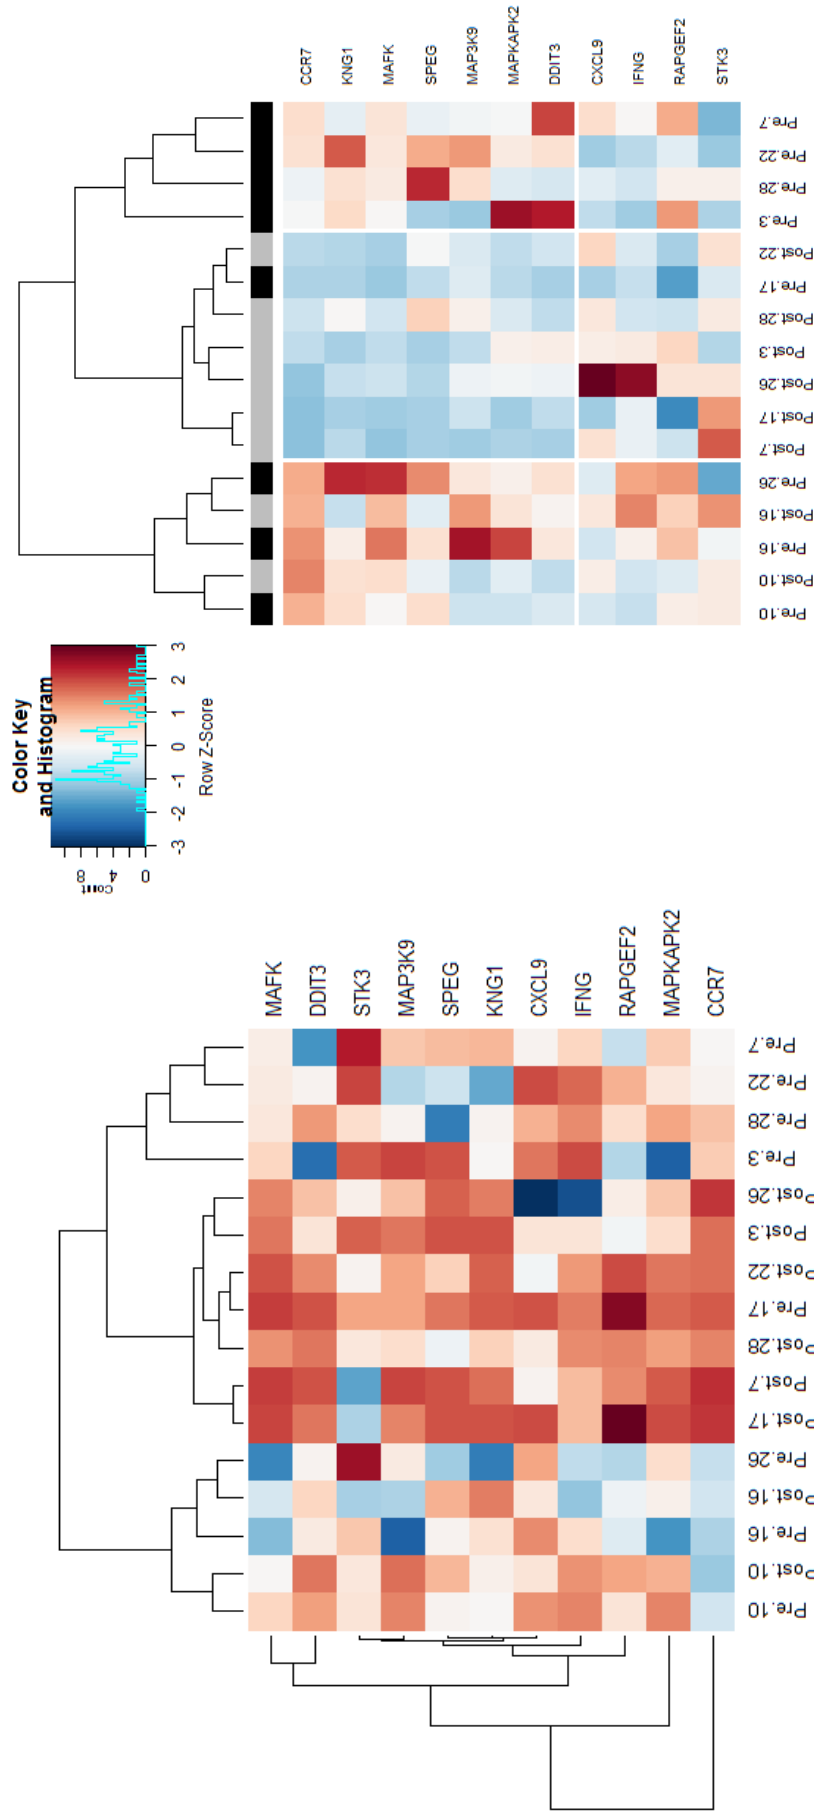 CCR7
KNG1
MAFK
SPEG
MAP3K9
MAPKAPK2
DDIT3
CXCL9
IFNG
RAPGEF2
STK3
Pre.7
Pre.22
Pre.28
Pre.3
Post.22
Pre.17
Post.28
Post.3
Post.26
Post.17
Post.7
Pre.26
Post.16
Pre.16
Post.10
Pre.10
Color Key
and Histogram
3
2
1
0
-1
-2
-3
Row Z-Score
0
4
8
Count
MAFK
DDIT3
STK3
MAP3K9
SPEG
KNG1
CXCL9
IFNG
RAPGEF2
MAPKAPK2
CCR7
Pre.7
Pre.22
Pre.28
Pre.3
Post.26
Post.3
Post.22
Pre.17
Post.28
Post.7
Post.17
Pre.26
Post.16
Pre.16
Post.10
Pre.10